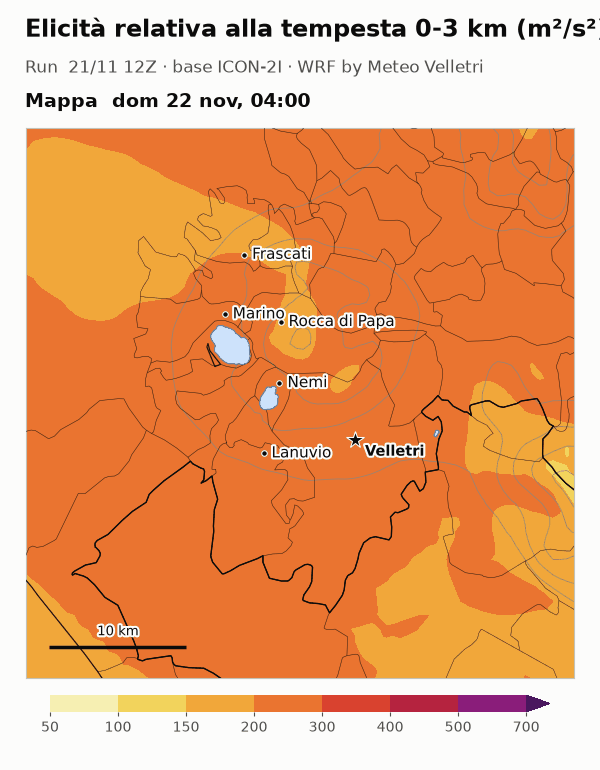 Elicità relativa alla tempesta 0-3 km (m²/s²)
Run 21/11 12Z · base ICON-2I · WRF by Meteo Velletri
Mappa dom 22 nov, 04:00
Frascati
Marino
Rocca di Papa
Nemi
Velletri
Lanuvio
10 km
50 100 150 200 300 400 500 700